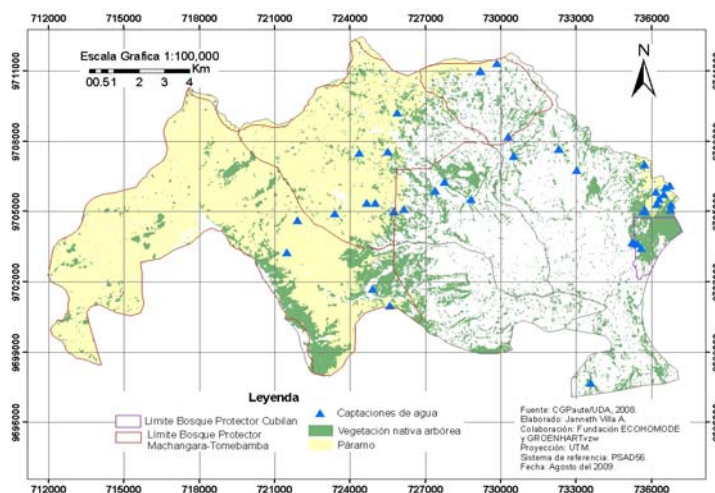 712000 715000 718000 721000 724000 727000 730000 733000 736000
Escala Grafica 1:100,000
Km
00.51 2 3 4
N
9711000
9708000
9705000
9702000
9699000
9696000
Leyenda
Límite Bosque Protector Cubilan
Límite Bosque Protector
Machangara-Tomebamba
Captaciones de agua
Vegetación nativa arbórea
Páramo
Fuente: CGPaute/UDA, 2008.
Elaborado: Janneth Villa A.
Colaboración: Fundación ECOHOMODE
y GROENHARTvzw
Proyección: UTM.
Sistema de referencia: PSAD56.
Fecha: Agosto del 2009.
712000 715000 718000 721000 724000 727000 730000 733000 736000